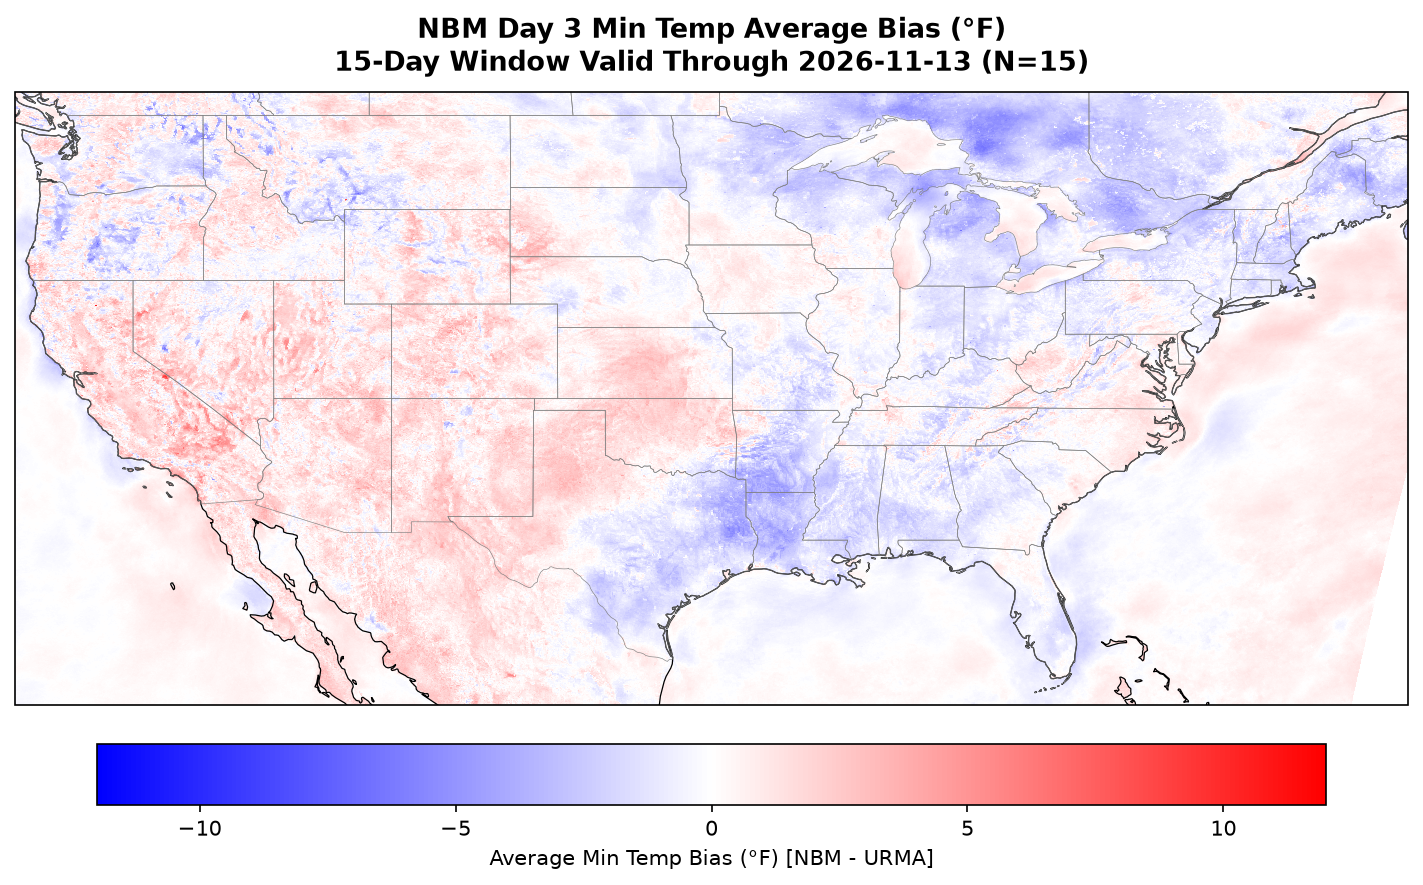 NBM Day 3 Min Temp Average Bias (°F)
15-Day Window Valid Through 2026-11-13 (N=15)
−10 −5 0 5 10
Average Min Temp Bias (°F) [NBM - URMA]